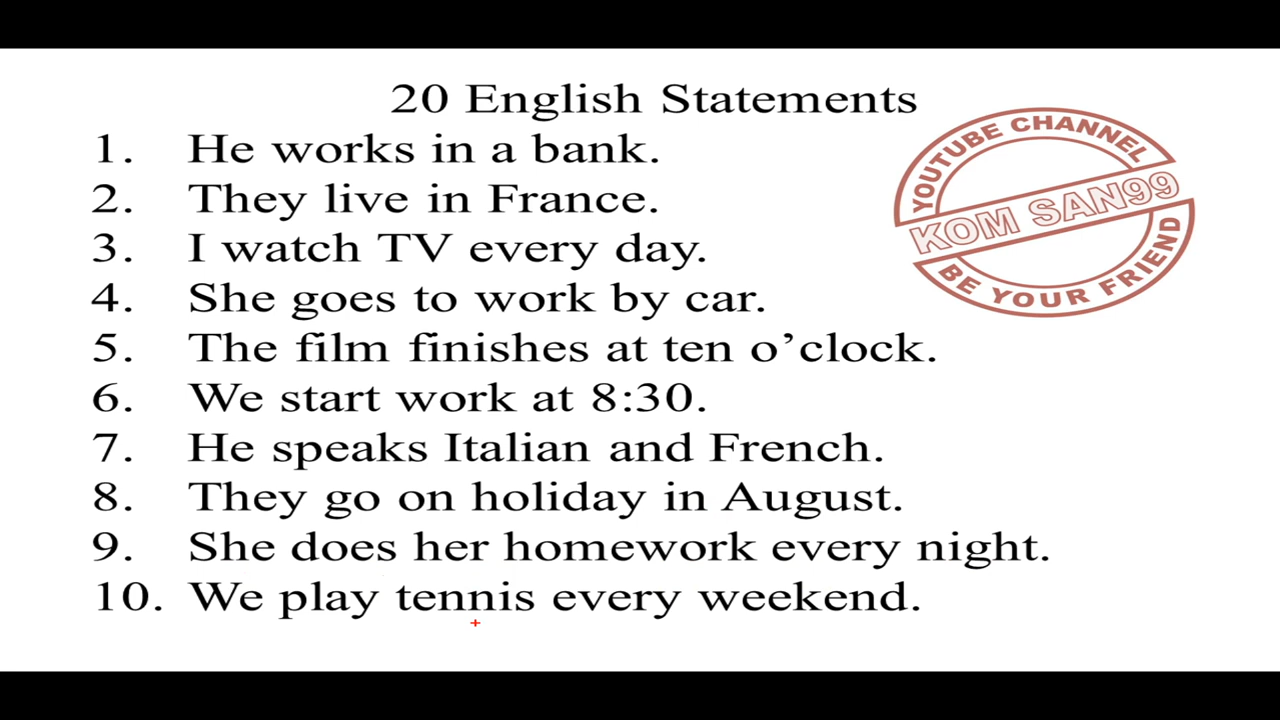 20 English Statements
1. He works in a bank.
2. They live in France.
3. I watch TV every day.
4. She goes to work by car.
5. The film finishes at ten o’clock.
6. We start work at 8:30.
7. He speaks Italian and French.
8. They go on holiday in August.
9. She does her homework every night.
10. We play tennis every weekend.
YOUTUBE CHANNEL
KOM SAN99
BE YOUR FRIEND